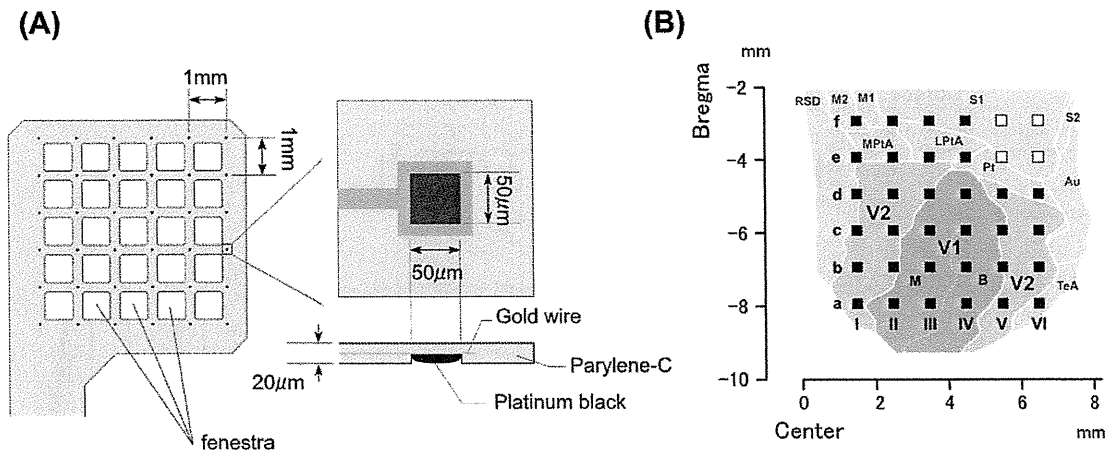 (A)
1mm
1mm
50μm
50μm
Gold wire
20μm
Parylene-C
Platinum black
fenestra
(B)
mm
Bregma
-2
-4
-6
-8
-10
RSD M2 M1 S1 S2
f
MPtA LPtA
e
Pt
Au
d
V2
c
V1
b
M B V2 TeA
a
I II III IV V VI
0 2 4 6 8
Center mm